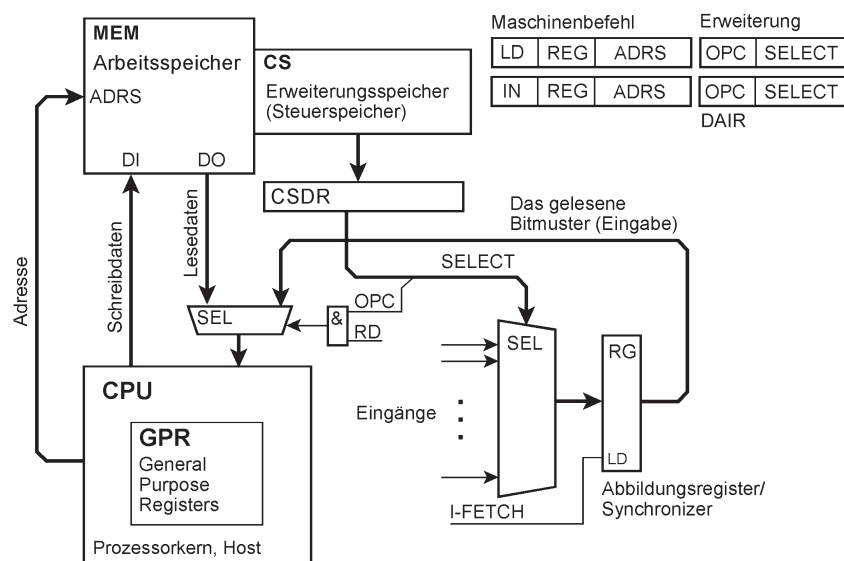 MEM
Arbeitsspeicher
ADRS
DI DO
CS
Erweiterungsspeicher
(Steuerspeicher)
Maschinenbefehl Erweiterung
LD REG ADRS OPC SELECT
IN REG ADRS OPC SELECT
DAIR
CSDR
Das gelesene
Bitmuster (Eingabe)
Adresse
Schreibdaten
Lesedaten
SELECT
OPC
SEL
&
RD
SEL
RG
LD
Eingänge
I-FETCH
Abbildungsregister/
Synchronizer
CPU
GPR
General
Purpose
Registers
Prozessorkern, Host